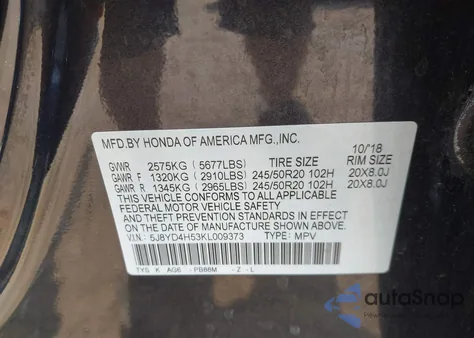 MFD.BY HONDA OF AMERICA MFG.,INC.
10/18
GVWR 2575KG (5677LBS) TIRE SIZE RIM SIZE
GAWR F 1320KG (2910LBS) 245/50R20 102H 20X8.0J
GAWR R 1345KG (2965LBS) 245/50R20 102H 20X8.0J
THIS VEHICLE CONFORMS TO ALL APPLICABLE
FEDERAL MOTOR VEHICLE SAFETY
AND THEFT PREVENTION STANDARDS IN EFFECT
ON THE DATE OF MANUFACTURE SHOWN ABOVE.
V.I.N.: 5J8YD4H53KL009373 TYPE: MPV
TYS K AG6 -PB88M -Z -L
autoSnap